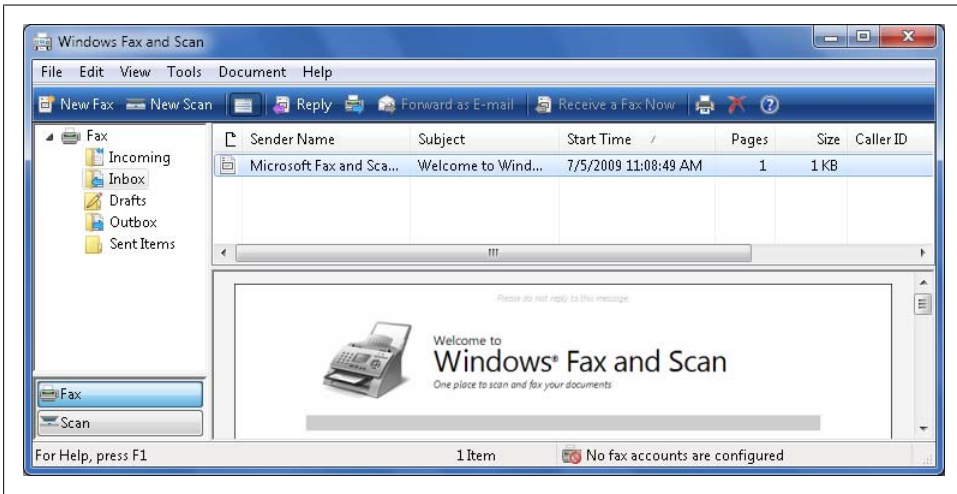 Windows Fax and Scan
File Edit View Tools Document Help
New Fax New Scan Reply Forward as E-mail Receive a Fax Now
Fax
Incoming
Inbox
Drafts
Outbox
Sent Items
Sender Name Subject Start Time Pages Size Caller ID
Microsoft Fax and Sca... Welcome to Wind... 7/5/2009 11:08:49 AM 1 1 KB
Please do not reply to this message.
Welcome to
Windows® Fax and Scan
One place to scan and fax your documents
Fax
Scan
For Help, press F1 1 Item No fax accounts are configured